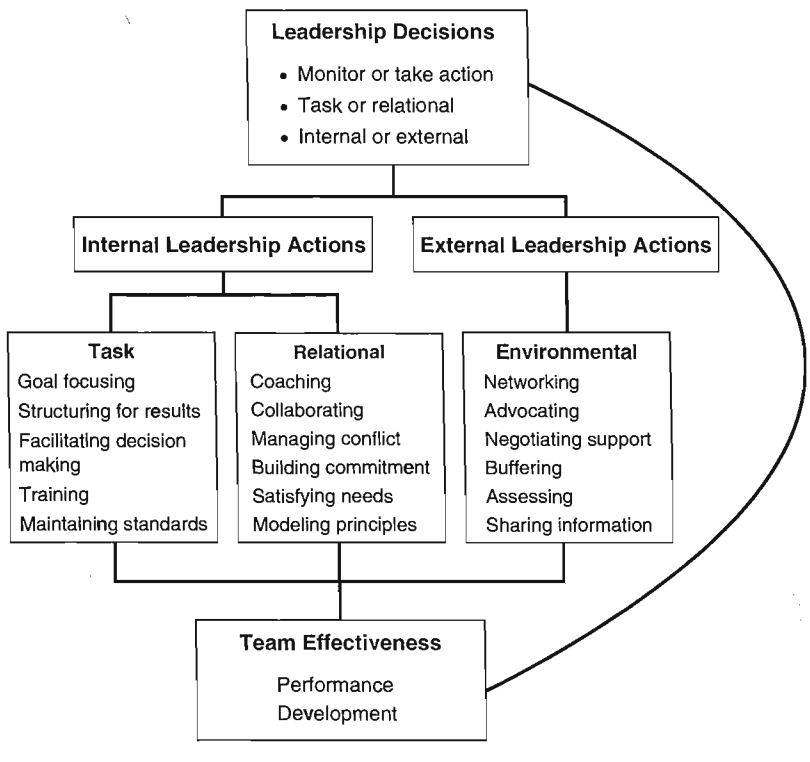 Leadership Decisions
• Monitor or take action
• Task or relational
• Internal or external
Internal Leadership Actions
External Leadership Actions
Task
Goal focusing
Structuring for results
Facilitating decision
making
Training
Maintaining standards
Relational
Coaching
Collaborating
Managing conflict
Building commitment
Satisfying needs
Modeling principles
Environmental
Networking
Advocating
Negotiating support
Buffering
Assessing
Sharing information
Team Effectiveness
Performance
Development